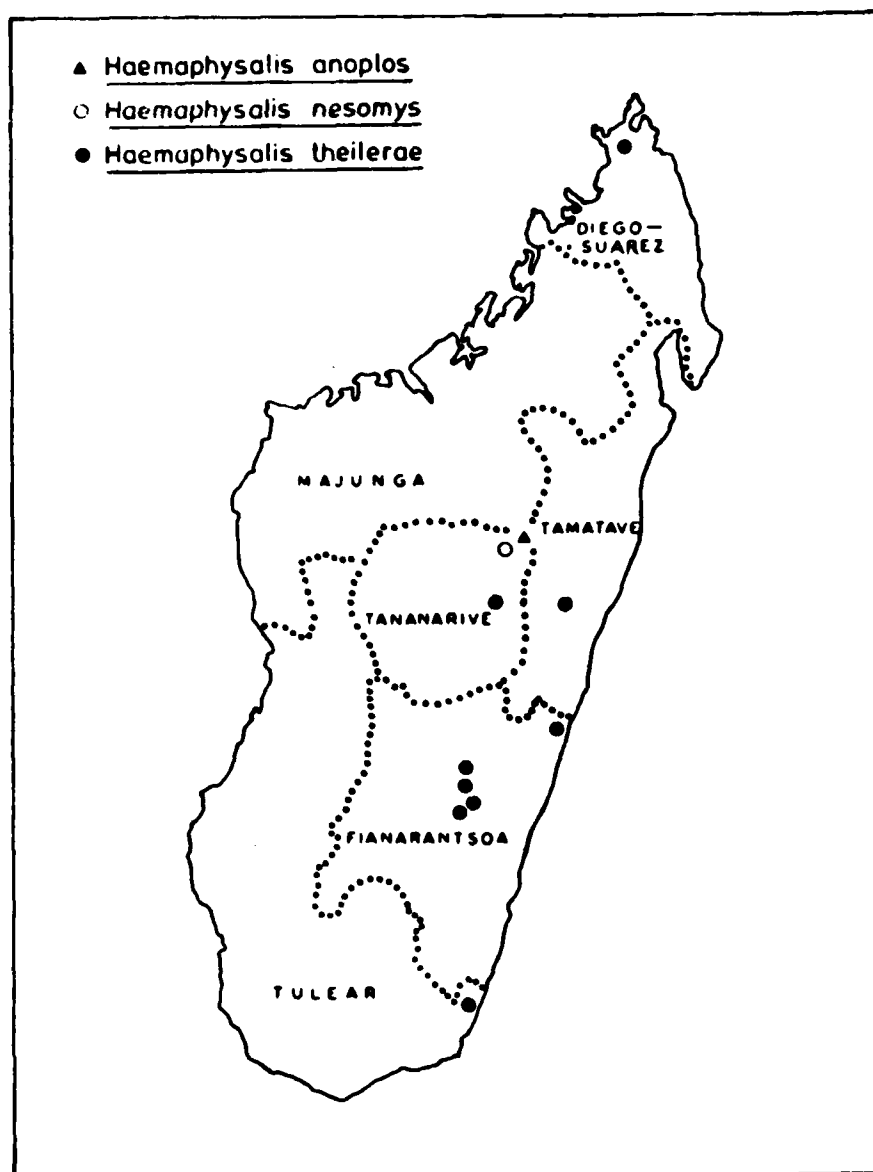 ▲ Haemaphysalis anoplos
○ Haemaphysalis nesomys
● Haemaphysalis theilerae
DIEGO—
SUAREZ
MAJUNGA
TAMATAVE
TANANARIVE
FIANARANTSOA
TULEAR